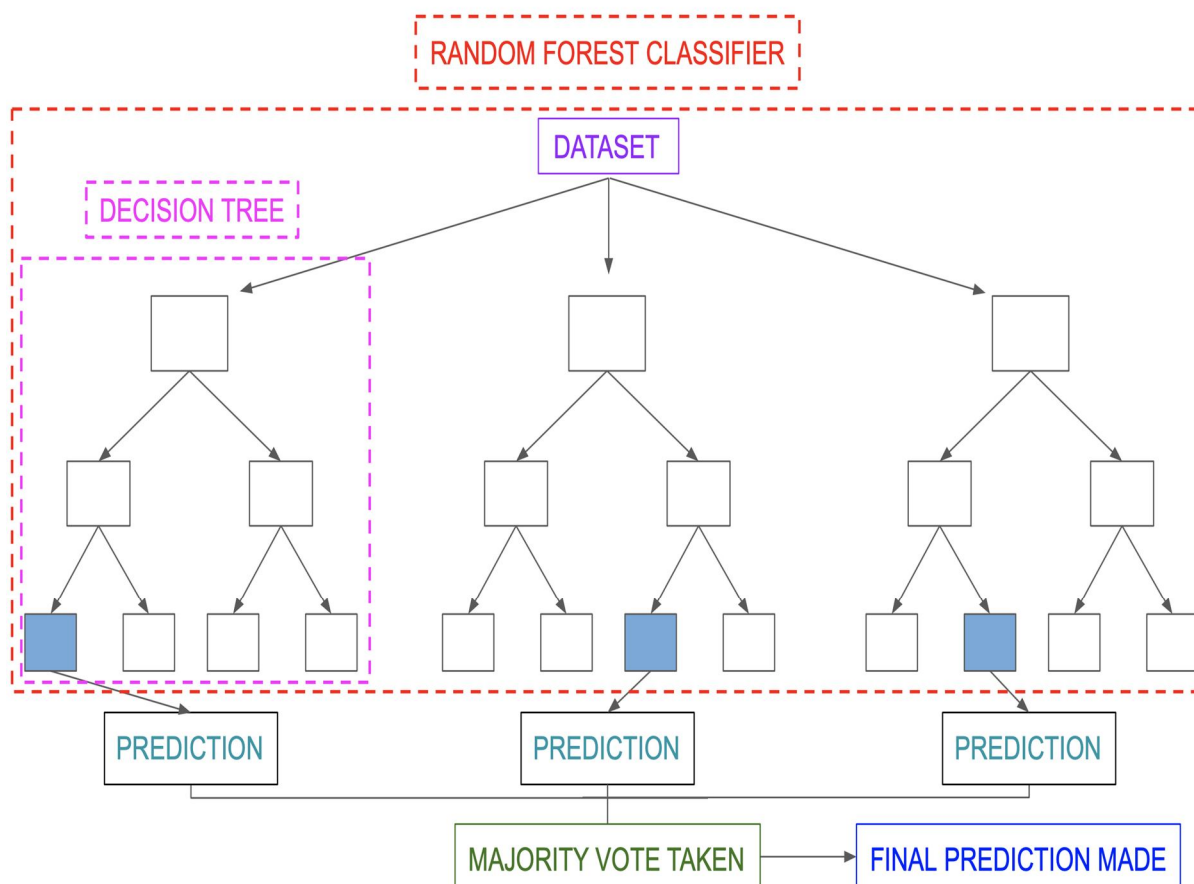 RANDOM FOREST CLASSIFIER
DATASET
DECISION TREE
PREDICTION
PREDICTION
PREDICTION
MAJORITY VOTE TAKEN
FINAL PREDICTION MADE